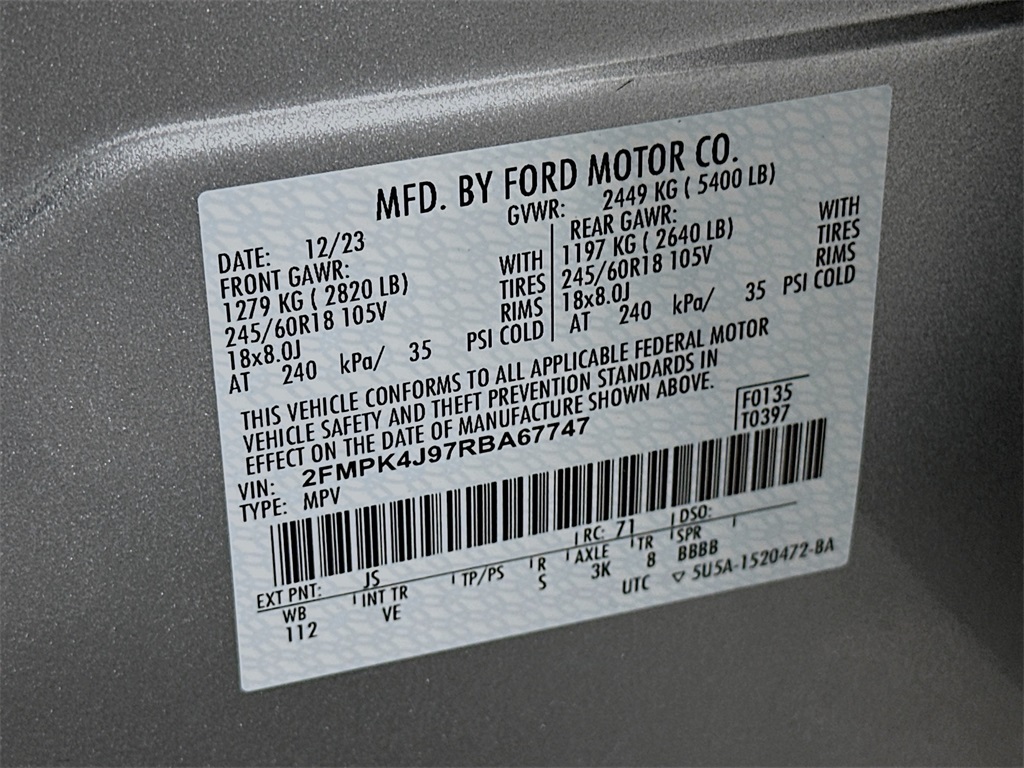 MFD. BY FORD MOTOR CO.
DATE: 12/23
GVWR: 2449 KG ( 5400 LB)
FRONT GAWR:
1279 KG ( 2820 LB) WITH
245/60R18 105V TIRES
18x8.0J RIMS
AT 240 kPa/ 35 PSI COLD
REAR GAWR:
1197 KG ( 2640 LB) WITH
245/60R18 105V TIRES
18x8.0J RIMS
AT 240 kPa/ 35 PSI COLD
THIS VEHICLE CONFORMS TO ALL APPLICABLE FEDERAL MOTOR
VEHICLE SAFETY AND THEFT PREVENTION STANDARDS IN
EFFECT ON THE DATE OF MANUFACTURE SHOWN ABOVE.
VIN: 2FMPK4J97RBA67747
TYPE: MPV
F0135
T0397
EXT PNT: JS RC: 71 DSO:
WB INT TR TP/PS R AXLE TR SPR
112 VE S 3K 8 BBBB
UTC ▽ 5U5A-1520472-BA